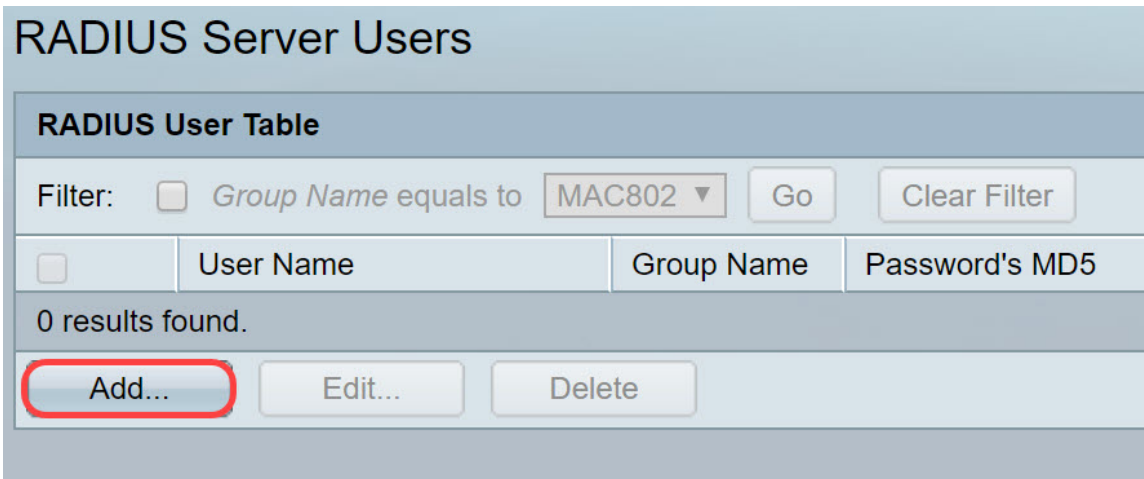 RADIUS Server Users
RADIUS User Table
Filter: Group Name equals to MAC802 Go Clear Filter
User Name Group Name Password's MD5
0 results found.
Add... Edit... Delete